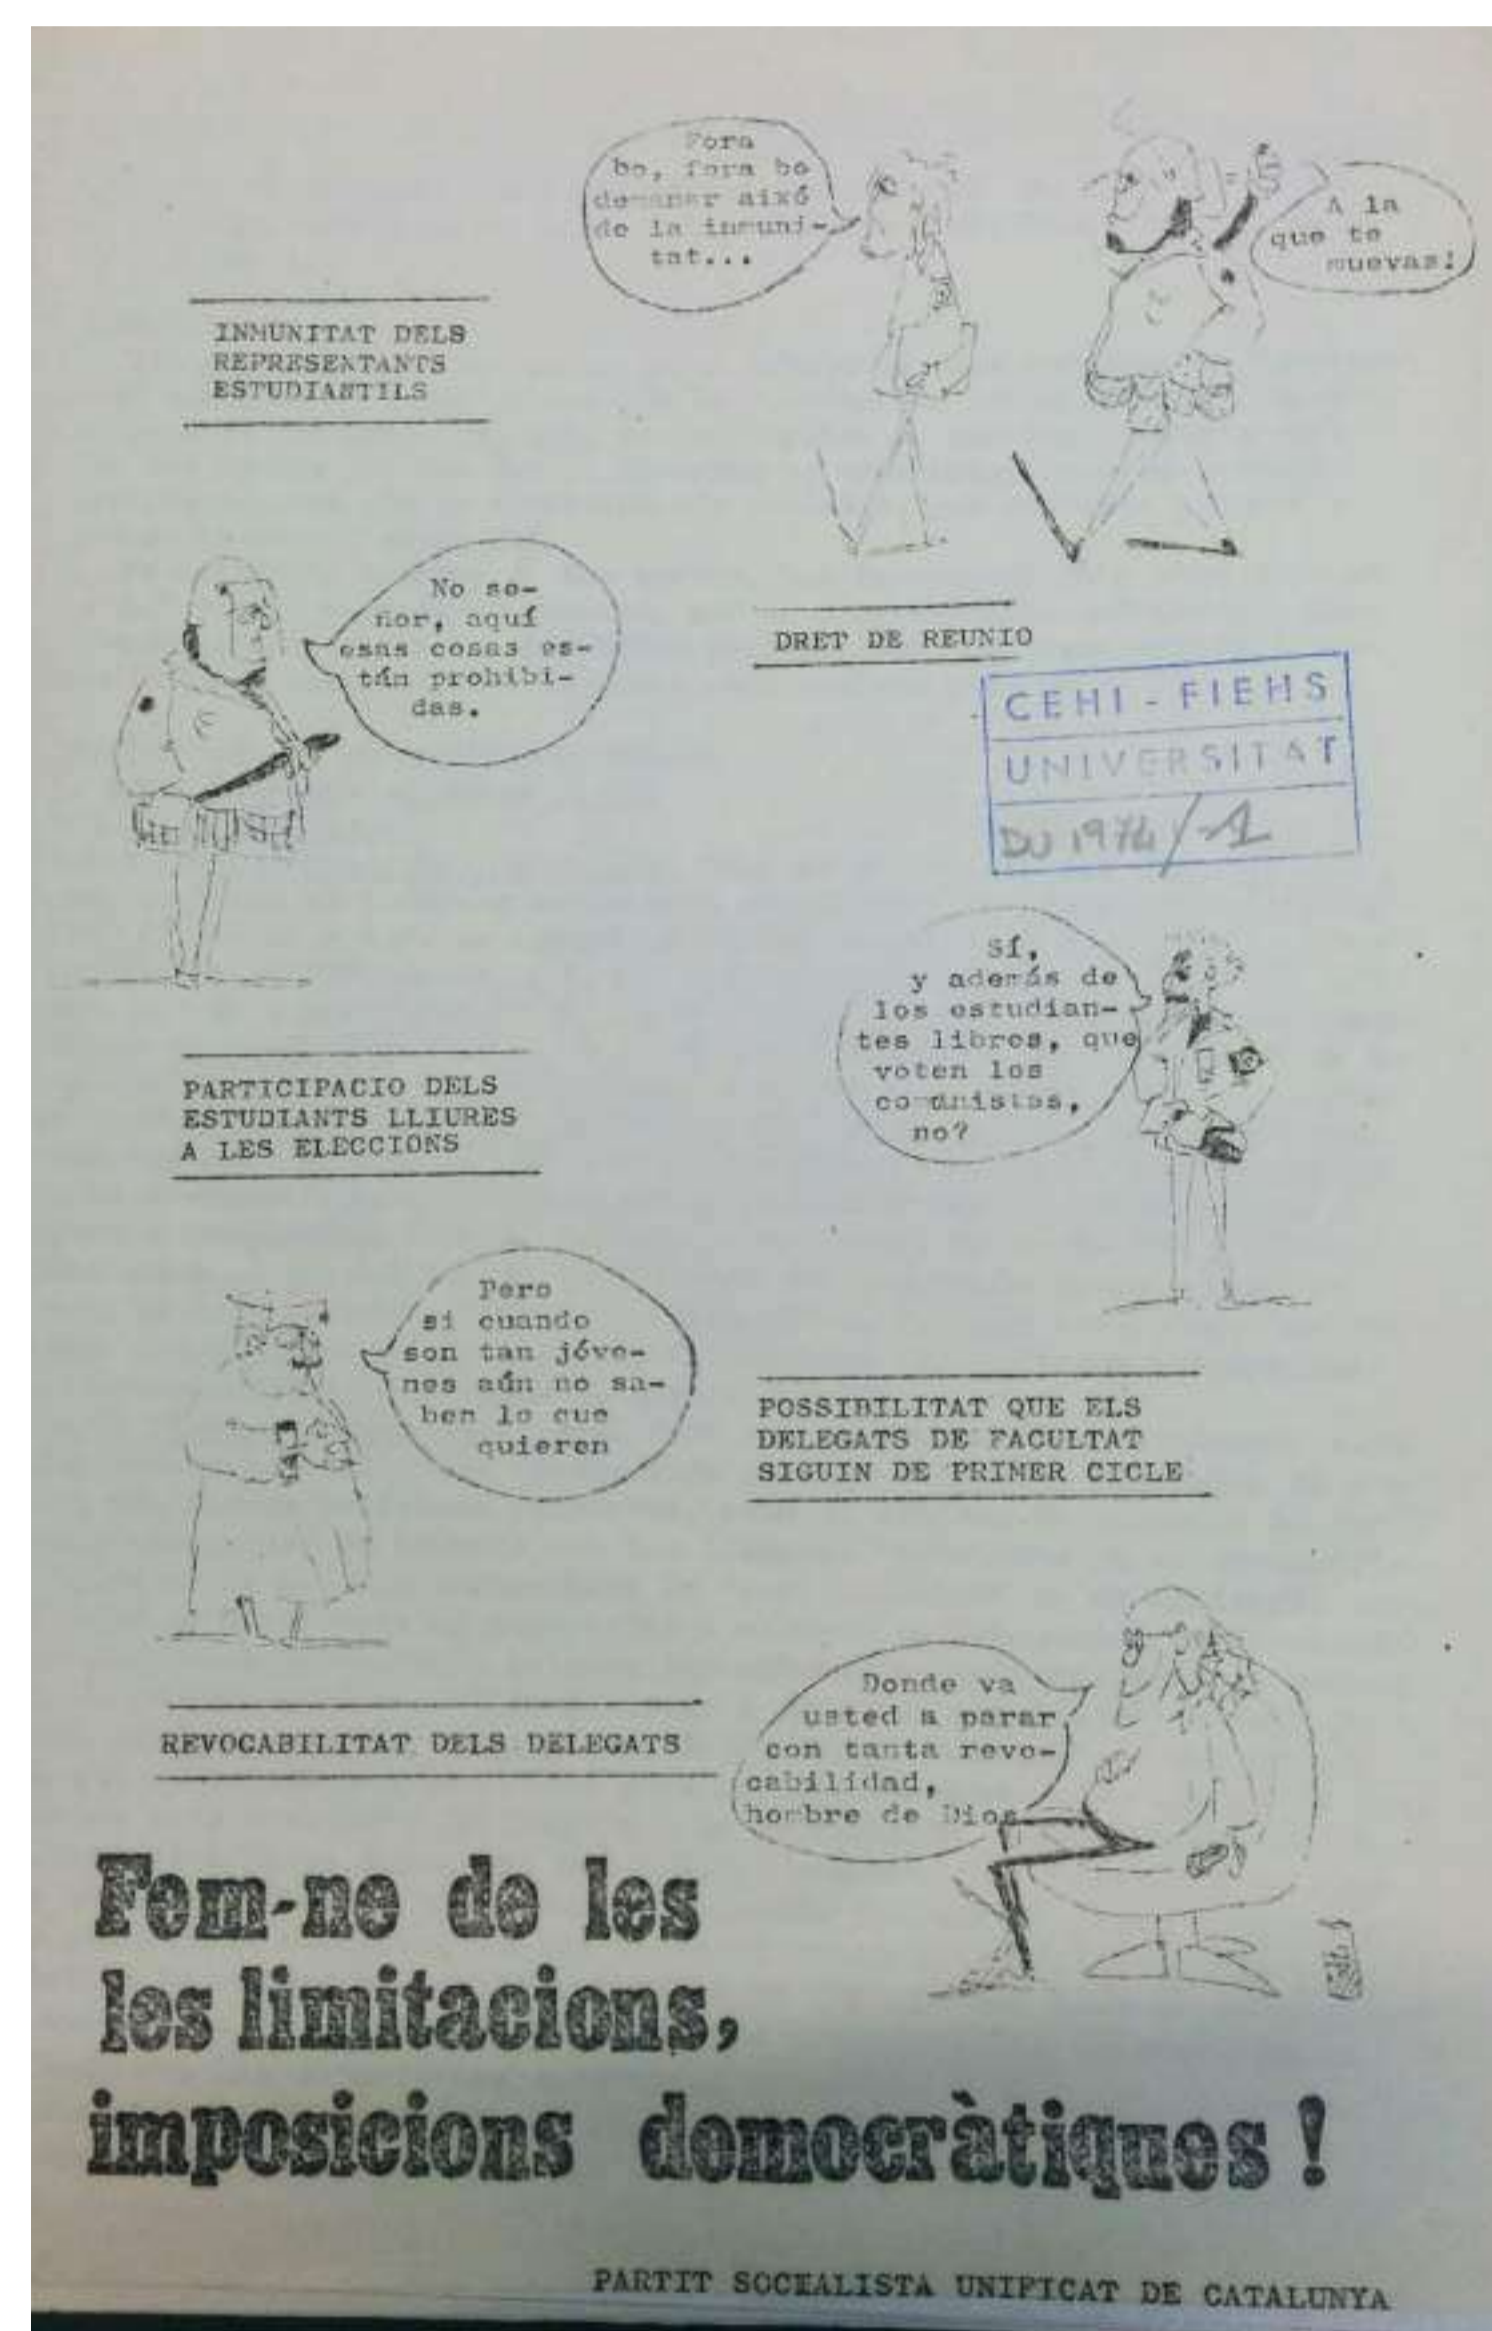 Fora
bo, fora bo
demanar aixó
de la inmuni-
tat...
A la
que te
muevas!
INMUNITAT DELS
REPRESENTANTS
ESTUDIANTILS
No se-
ñor, aquí
esas cosas es-
tán prohibi-
das.
DRET DE REUNIO
CEHI - FIEHS
UNIVERSITAT
DU 1974/1
Sí,
y además de
los estudian-
tes libres, que
voten los
comunistas,
no?
PARTICIPACIO DELS
ESTUDIANTS LLIURES
A LES ELECCIONS
Pero
si cuando
son tan jóve-
nes aún no sa-
ben lo que
quieren
POSSIBILITAT QUE ELS
DELEGATS DE FACULTAT
SIGUIN DE PRIMER CICLE
REVOCABILITAT DELS DELEGATS
Donde va
usted a parar
con tanta revo-
cabilidad,
hombre de Dios
Fem-ne de les
les limitacions,
imposicions democràtiques !
PARTIT SOCIALISTA UNIFICAT DE CATALUNYA